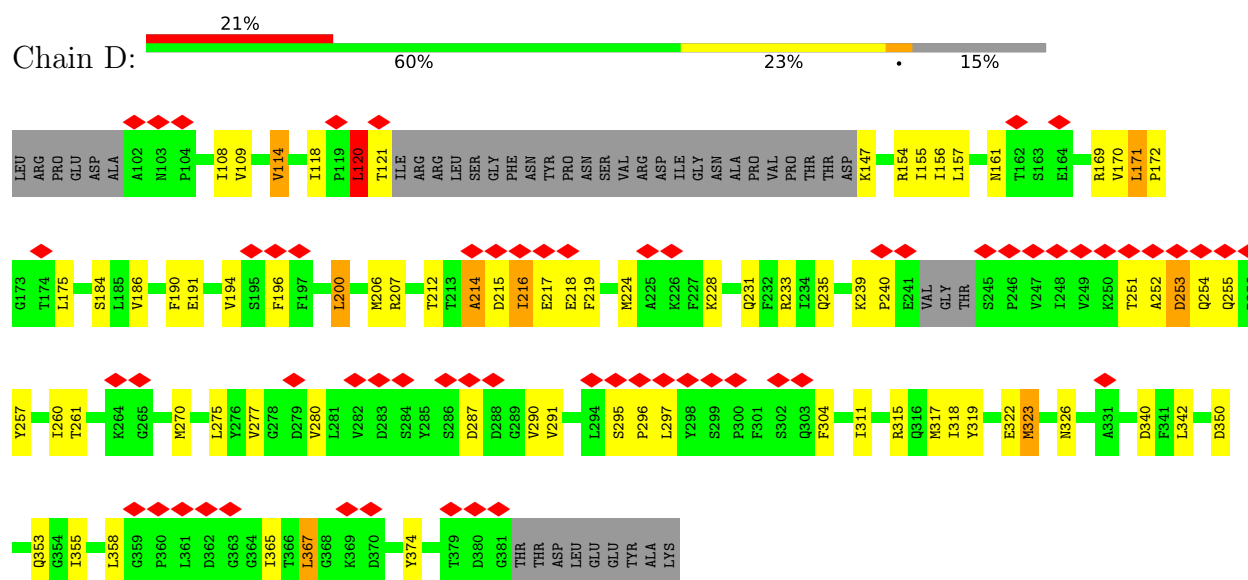 21%
Chain D:
60% 23% • 15%
LEU ARG PRO GLU ASP ALA A102 N103 P104 I108 V109 V114 I118 P119 L120 T121 ILE ARG ARG LEU SER GLY PHE ASN TYR PRO ASN SER VAL ARG ASP ILE GLY ASN ALA PRO VAL PRO THR THR ASP K147 R154 I155 I156 L157 N161 T162 S163 E164 R169 V170 L171 P172
G173 T174 L175 S184 L185 V186 F190 E191 V194 S195 F196 F197 L200 M206 R207 T212 T213 A214 D215 I216 E217 E218 F219 M224 A225 K226 F227 K228 Q231 F232 R233 I234 Q235 K239 P240 E241 VAL GLY THR S245 P246 V247 I248 V249 K250 T251 A252 D253 Q254 Q255
Y257 I260 T261 K264 G265 M270 L275 Y276 V277 G278 D279 V280 L281 V282 D283 S284 Y285 S286 D287 D288 G289 V290 V291 L294 S295 P296 L297 Y298 S299 P300 F301 S302 Q303 F304 I311 R315 Q316 M317 I318 Y319 E322 M323 N326 A331 D340 F341 L342 D350
Q353 G354 I355 L358 G359 P360 L361 D362 G363 G364 I365 T366 L367 G368 K369 D370 Y374 T379 D380 G381 THR THR ASP LEU GLU GLU TYR ALA LYS